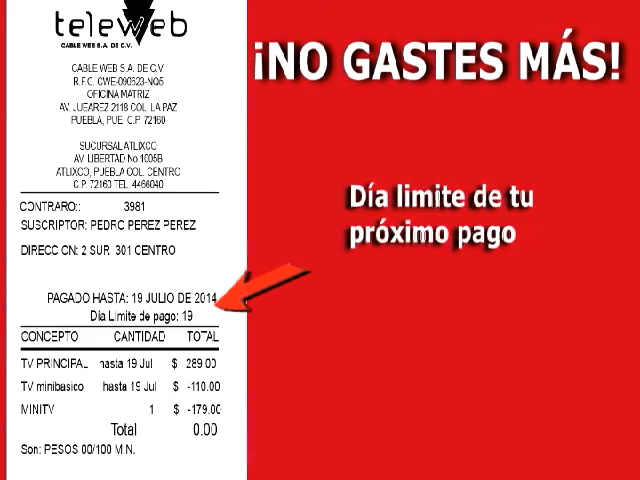 teleweb
CABLE WEB S.A. DE C.V.
CABLE WEB S.A. DE C.V
R.F.C. CWE-090623-NQ5
OFICINA MATRIZ
AV. JUEAREZ 2118 COL. LA PAZ
PUEBLA, PUE. C.P. 72160
SUCURSAL ATLIXCO
AV. LIBERTAD No.1005B
ATLIXCO, PUEBLA COL. CENTRO
C.P. 72160 TEL. 4466040
CONTRARO:: 3981
SUSCRIPTOR: PEDRO PEREZ PEREZ
DIRECCION: 2 SUR 301 CENTRO
PAGADO HASTA: 19 JULIO DE 2014
Día Limite de pago: 19
CONCEPTO CANTIDAD TOTAL
TV PRINCIPAL hasta 19 Jul $ 289.00
TV minibasico hasta 19 Jul $ -110.00
MINITV 1 $ -179.00
Total 0.00
Son: PESOS 00/100 M.N.
¡NO GASTES MÁS!
Día limite de tu
próximo pago